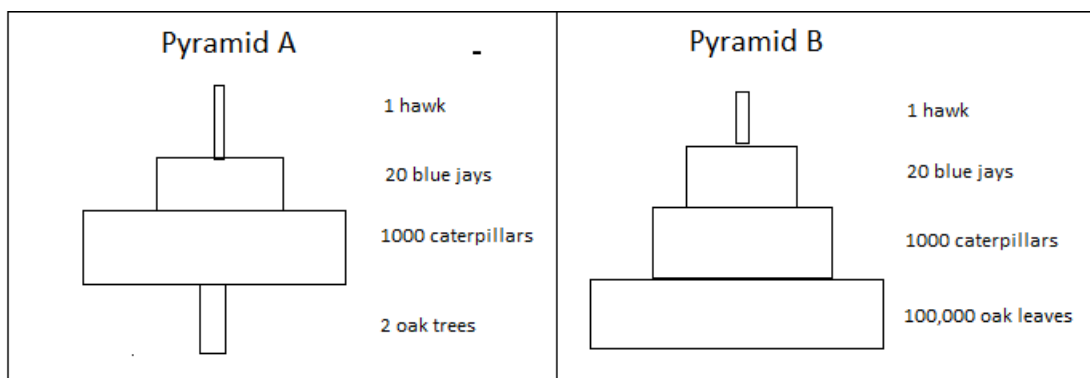 Pyramid A
-
1 hawk
20 blue jays
1000 caterpillars
2 oak trees
Pyramid B
1 hawk
20 blue jays
1000 caterpillars
100,000 oak leaves